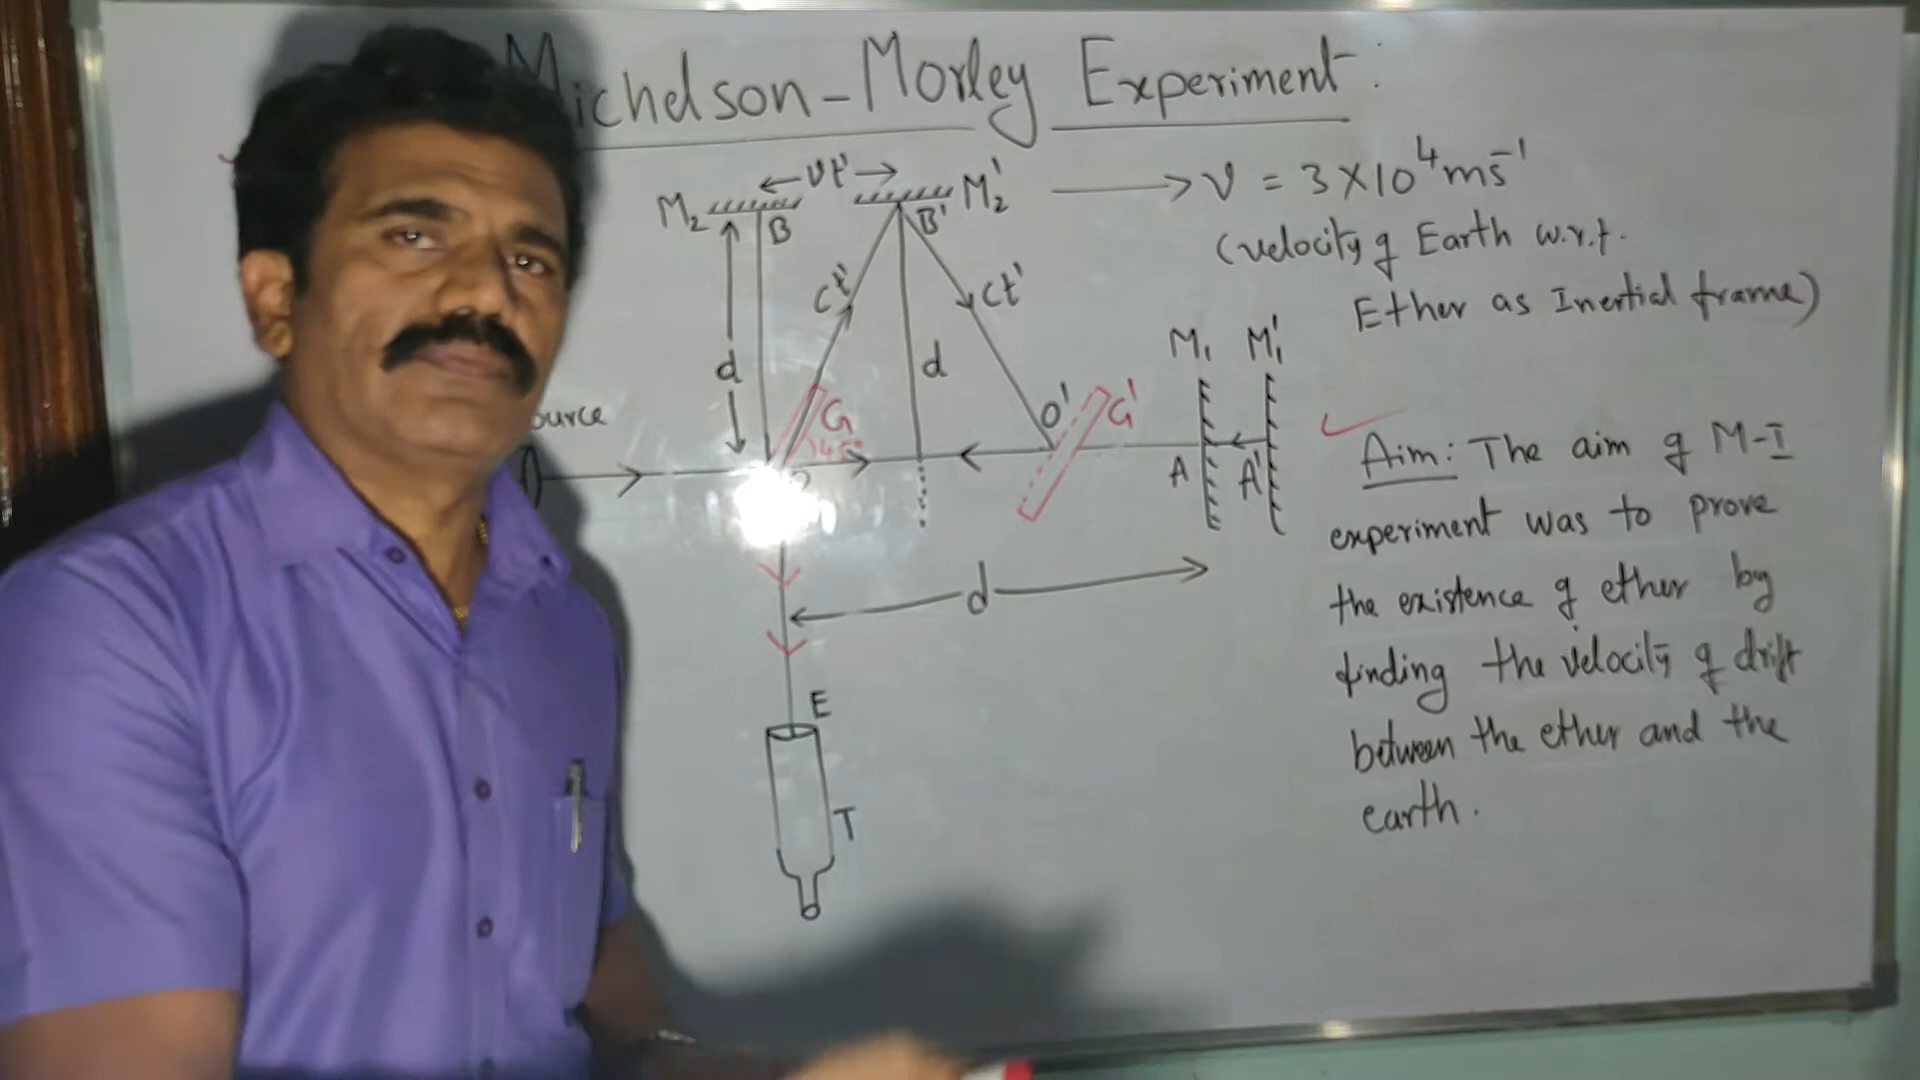 Michelson-Morley Experiment:
vt'
M₂
B
M₂'
B'
v = 3×10⁴ms⁻¹
(velocity of Earth w.r.t.
Ether as Inertial frame)
ct'
ct'
d
d
M₁
M₁'
ource
G
45°
O'
G'
A
A'
d
E
T
Aim: The aim of M-I
experiment was to prove
the existence of ether by
finding the velocity of drift
between the ether and the
earth.